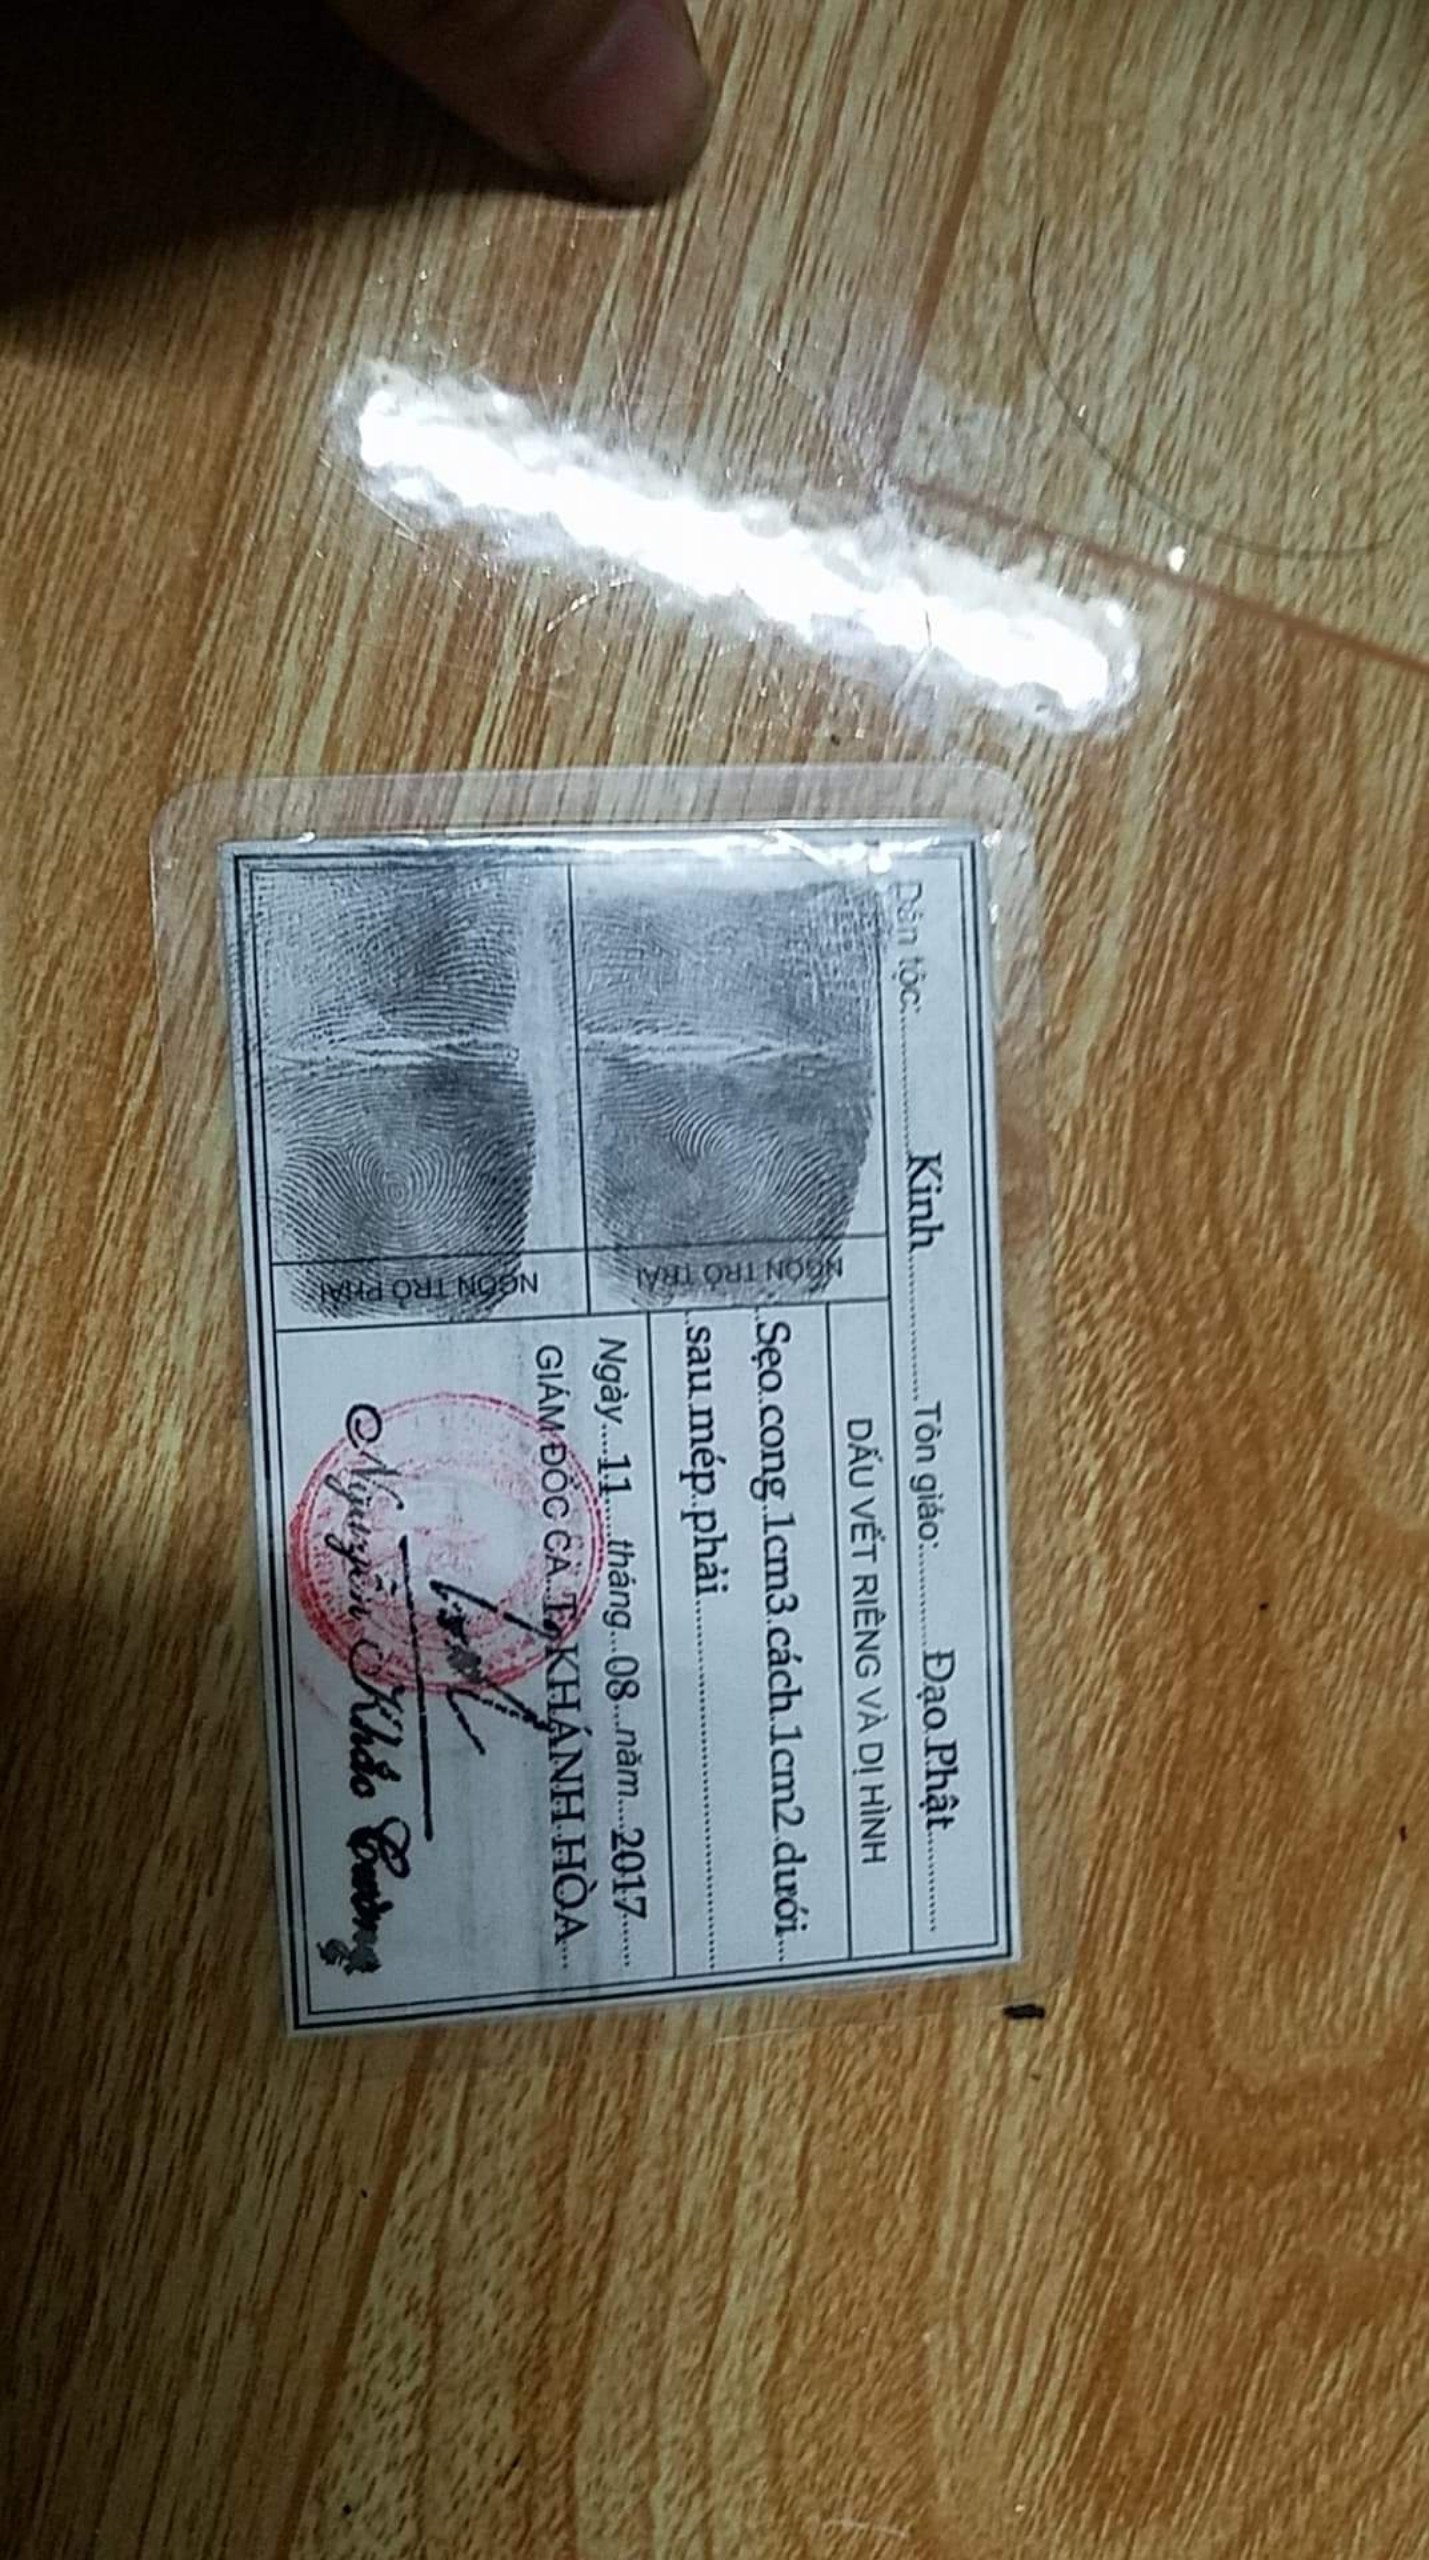 Dân tộc:.......Kinh.......Tôn giáo:.......Đạo.Phật.......
DẤU VẾT RIÊNG VÀ DỊ HÌNH
Sẹo.cong.1cm3.cách.1cm2.dưới...
sau.mép.phải.......
NGÓN TRỎ TRÁI
NGÓN TRỎ PHẢI
Ngày....11....tháng...08...năm....2017......
GIÁM ĐỐC CA..T.KHÁNH.HÒA...
Nguyễn Khắc Cường